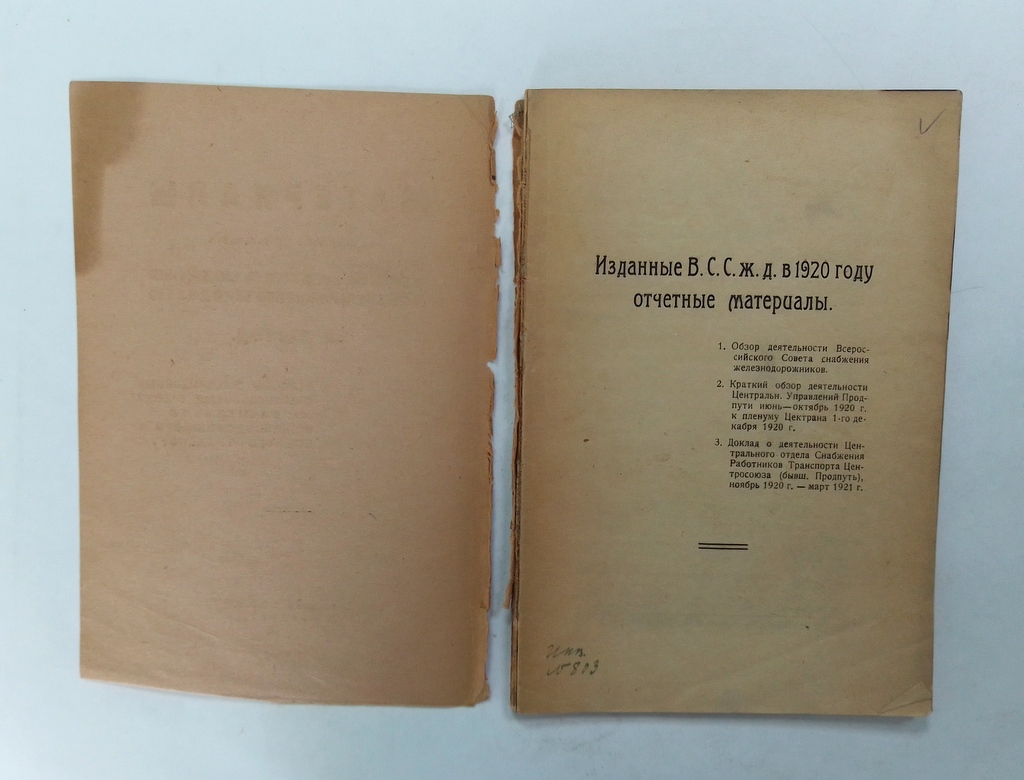 Изданные В. С. С. ж. д. в 1920 году
отчетные материалы.
1. Обзор деятельности Всерос-
сийского Совета снабжения
железнодорожников.
2. Краткий обзор деятельности
Центральн. Управлений Прод-
пути июнь—октябрь 1920 г.
к пленуму Цектрана 1-го де-
кабря 1920 г.
3. Доклад о деятельности Цен-
трального отдела Снабжения
Работников Транспорта Цен-
тросоюза (бывш. Продпуть),
ноябрь 1920 г. — март 1921 г.
№ 803